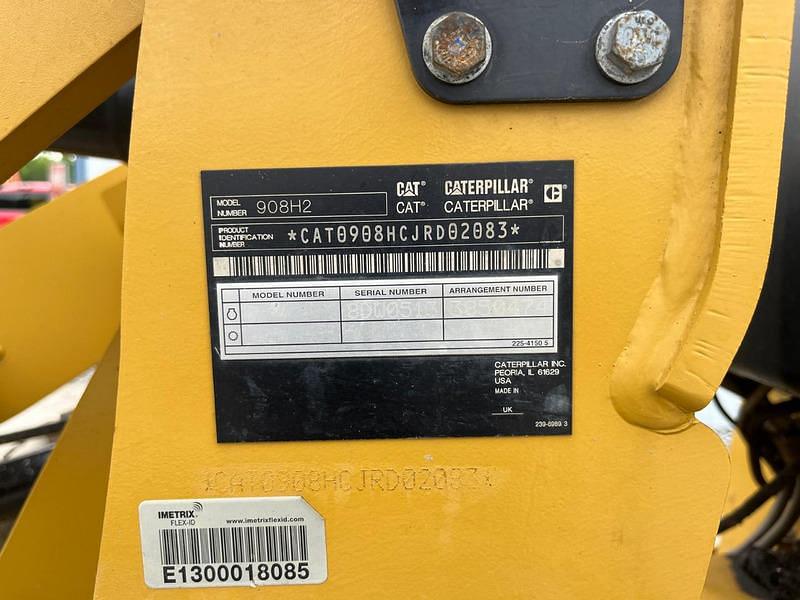 MODEL NUMBER 908H2
CAT® CATERPILLAR®
CAT® CATERPILLAR®
PRODUCT IDENTIFICATION NUMBER *CAT0908HCJRD02083*
MODEL NUMBER SERIAL NUMBER ARRANGEMENT NUMBER
225-4150 5
CATERPILLAR INC.
PEORIA, IL 61629
USA
MADE IN
UK
239-6989 3
*CAT0908HCJRD02083*
IMETRIX
FLEX-ID www.imetrixflexid.com
E1300018085